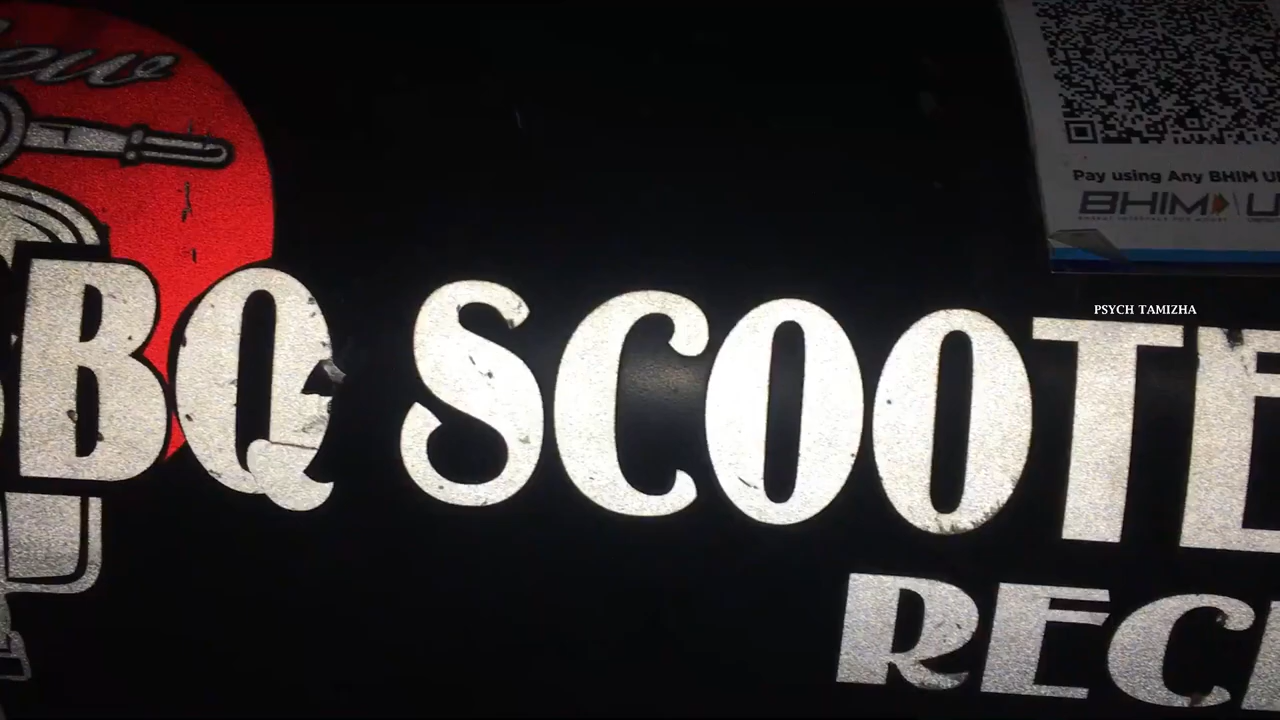 Pay using Any BHIM U
BHIM U
PSYCH TAMIZHA
BQ SCOOTE
REC